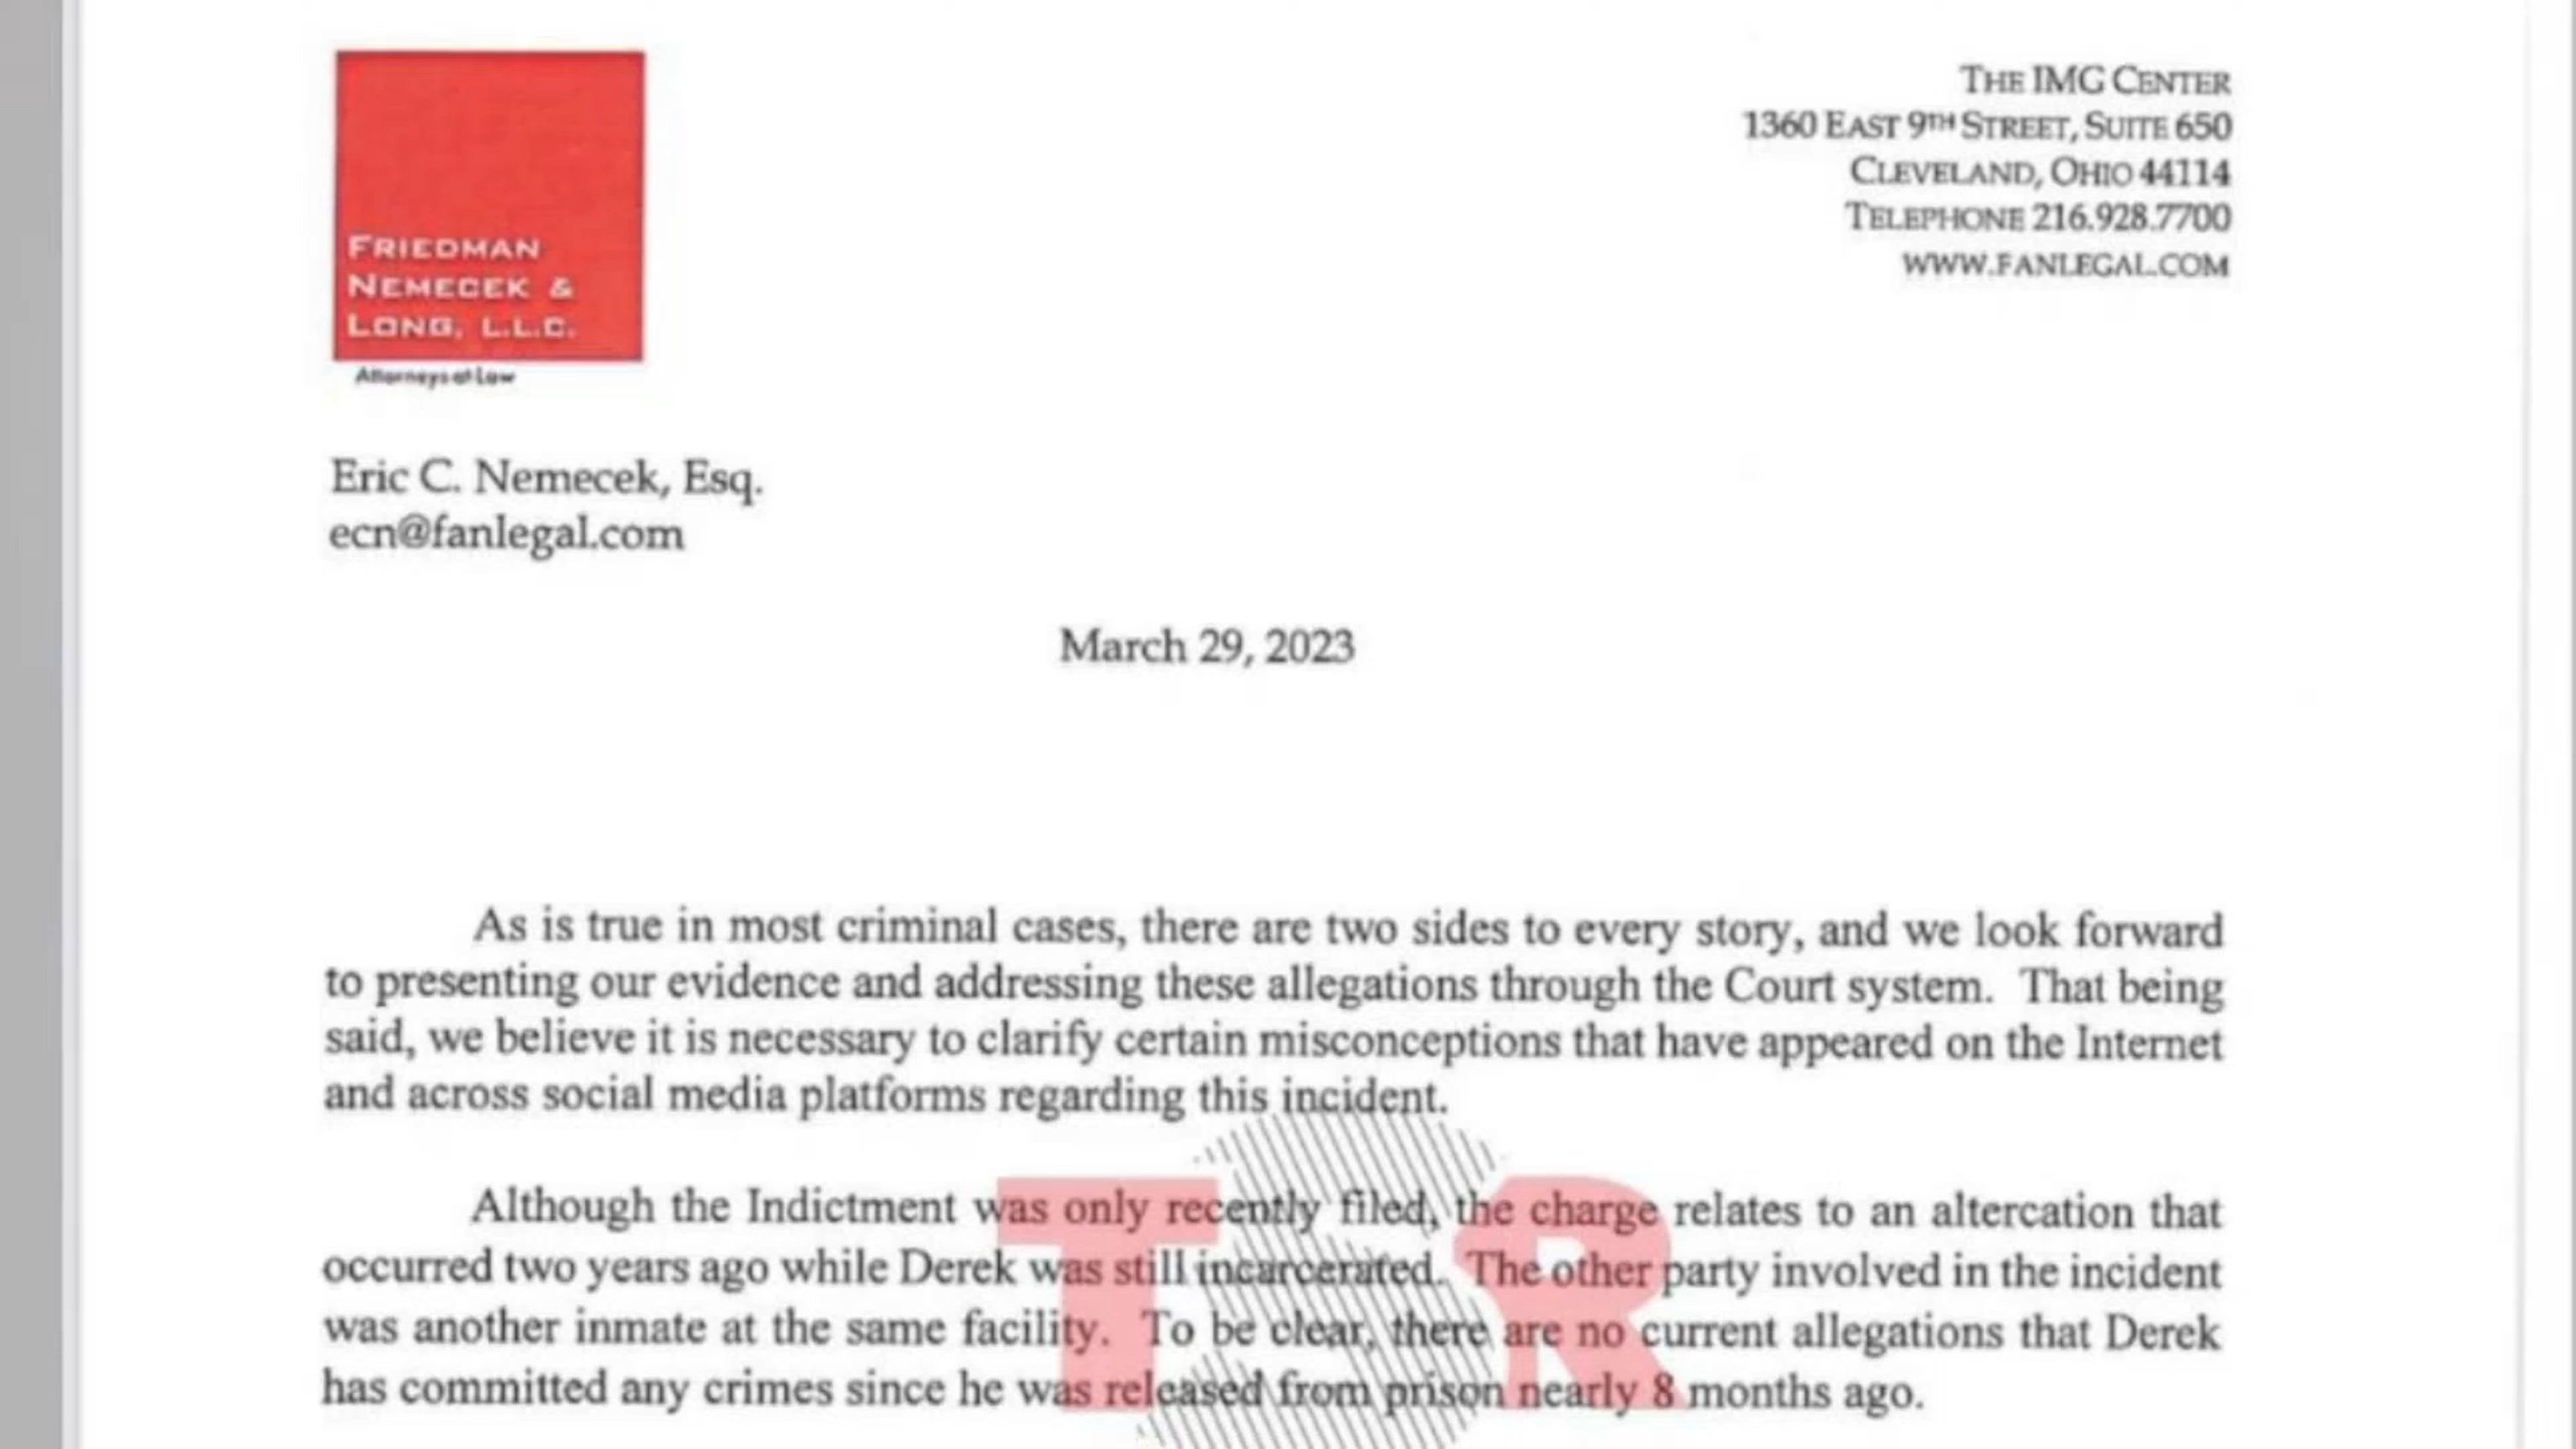 FRIEDMAN
NEMECEK &
LONG, L.L.C.
Attorneys at Law
THE IMG CENTER
1360 EAST 9TH STREET, SUITE 650
CLEVELAND, OHIO 44114
TELEPHONE 216.928.7700
WWW.FANLEGAL.COM
Eric C. Nemecek, Esq.
ecn@fanlegal.com
March 29, 2023
As is true in most criminal cases, there are two sides to every story, and we look forward
to presenting our evidence and addressing these allegations through the Court system. That being
said, we believe it is necessary to clarify certain misconceptions that have appeared on the Internet
and across social media platforms regarding this incident.
Although the Indictment was only recently filed, the charge relates to an altercation that
occurred two years ago while Derek was still incarcerated. The other party involved in the incident
was another inmate at the same facility. To be clear, there are no current allegations that Derek
has committed any crimes since he was released from prison nearly 8 months ago.
T R